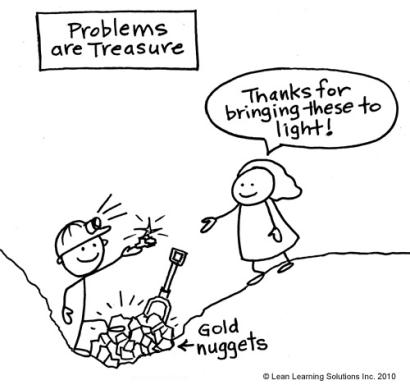 Problems
are Treasure
Thanks for
bringing these to
light!
Gold
nuggets
© Lean Learning Solutions Inc. 2010